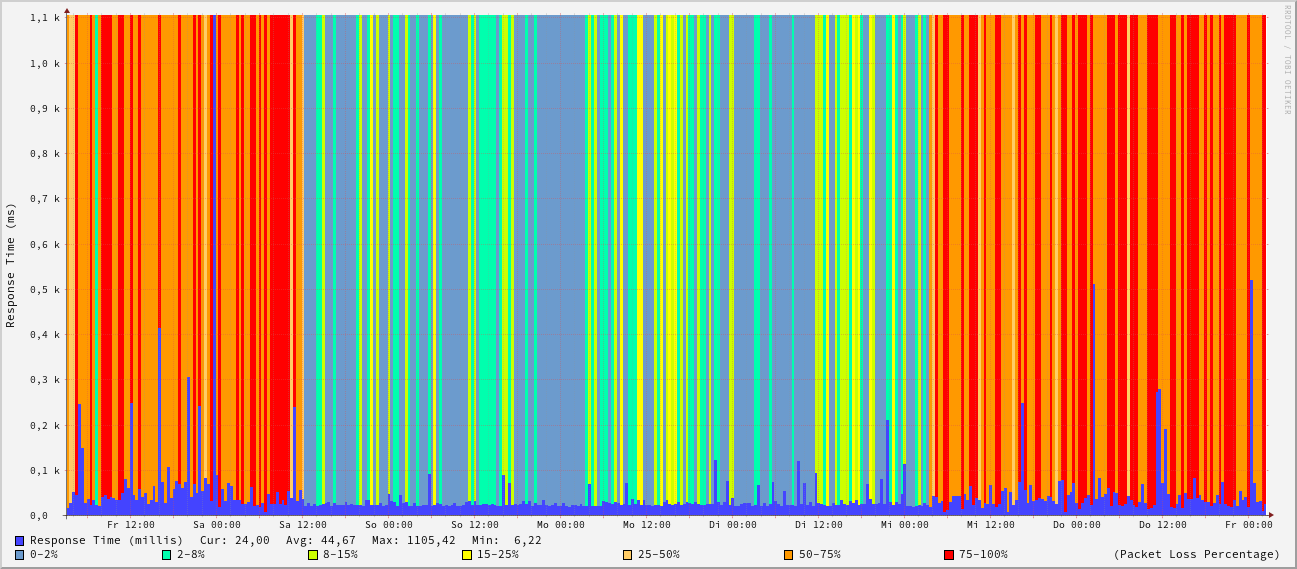 RRDTOOL / TOBI OETIKER
Response Time (ms)
1,1 k
1,0 k
0,9 k
0,8 k
0,7 k
0,6 k
0,5 k
0,4 k
0,3 k
0,2 k
0,1 k
0,0
Fr 12:00 Sa 00:00 Sa 12:00 So 00:00 So 12:00 Mo 00:00 Mo 12:00 Di 00:00 Di 12:00 Mi 00:00 Mi 12:00 Do 00:00 Do 12:00 Fr 00:00
Response Time (millis) Cur: 24,00 Avg: 44,67 Max: 1105,42 Min: 6,22
0-2% 2-8% 8-15% 15-25% 25-50% 50-75% 75-100% (Packet Loss Percentage)